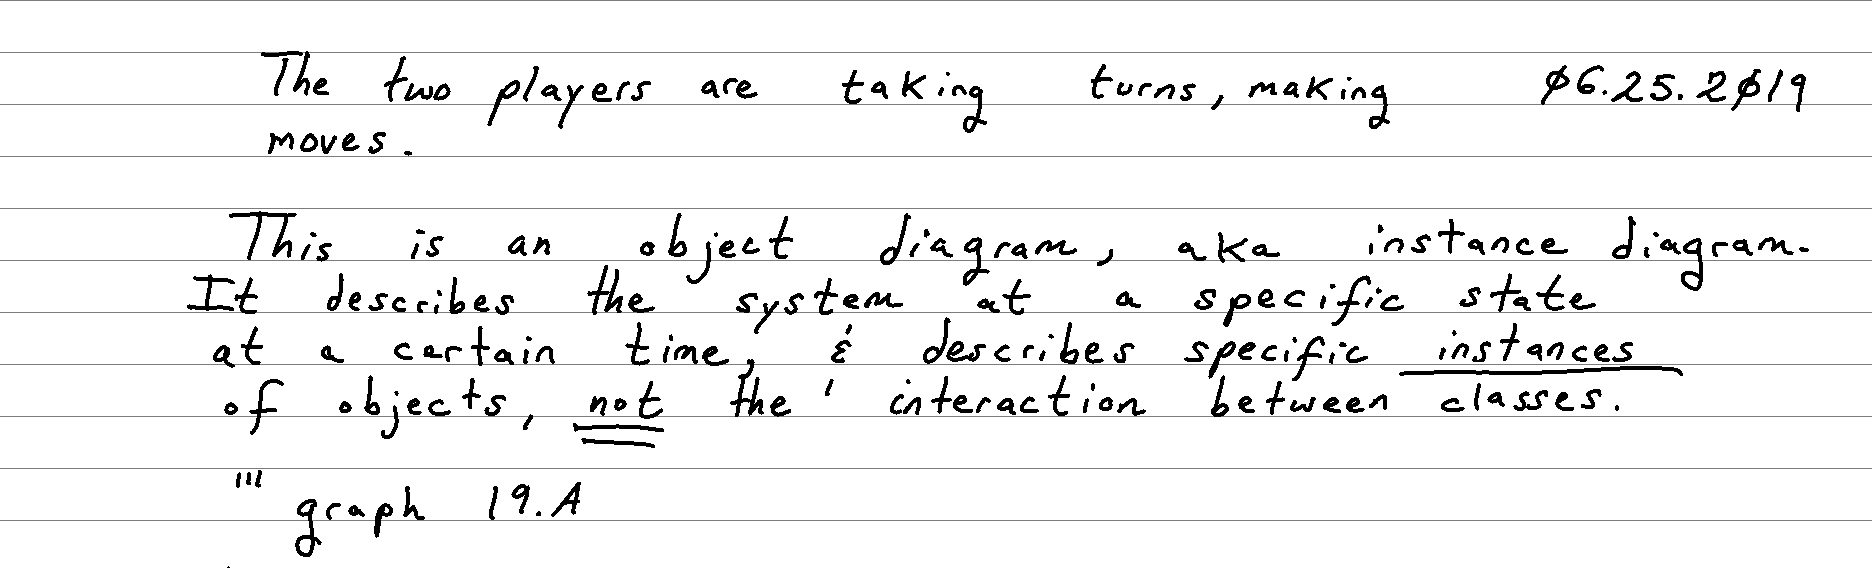 The two players are taking turns, making 06.25.2019
moves.
This is an object diagram, aka instance diagram.
It describes the system at a specific state
at a certain time, & describes specific instances
of objects, not the ' interaction between classes.
''' graph 19.A